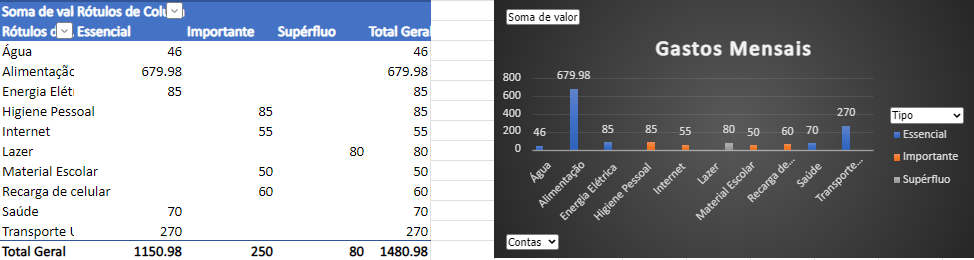 Soma de val Rótulos de Colun
Rótulos d Essencial Importante Supérfluo Total Geral
Água 46 46
Alimentação 679.98 679.98
Energia Elét 85 85
Higiene Pessoal 85 85
Internet 55 55
Lazer 80 80
Material Escolar 50 50
Recarga de celular 60 60
Saúde 70 70
Transporte U 270 270
Total Geral 1150.98 250 80 1480.98
Soma de valor
Gastos Mensais
679.98
800
600
400
200
0
46 85 85 55 80 50 60 70 270
Água
Alimentação
Energia Elétrica
Higiene Pessoal
Internet
Lazer
Material Escolar
Recarga de...
Saúde
Transporte...
Tipo
Essencial
Importante
Supérfluo
Contas